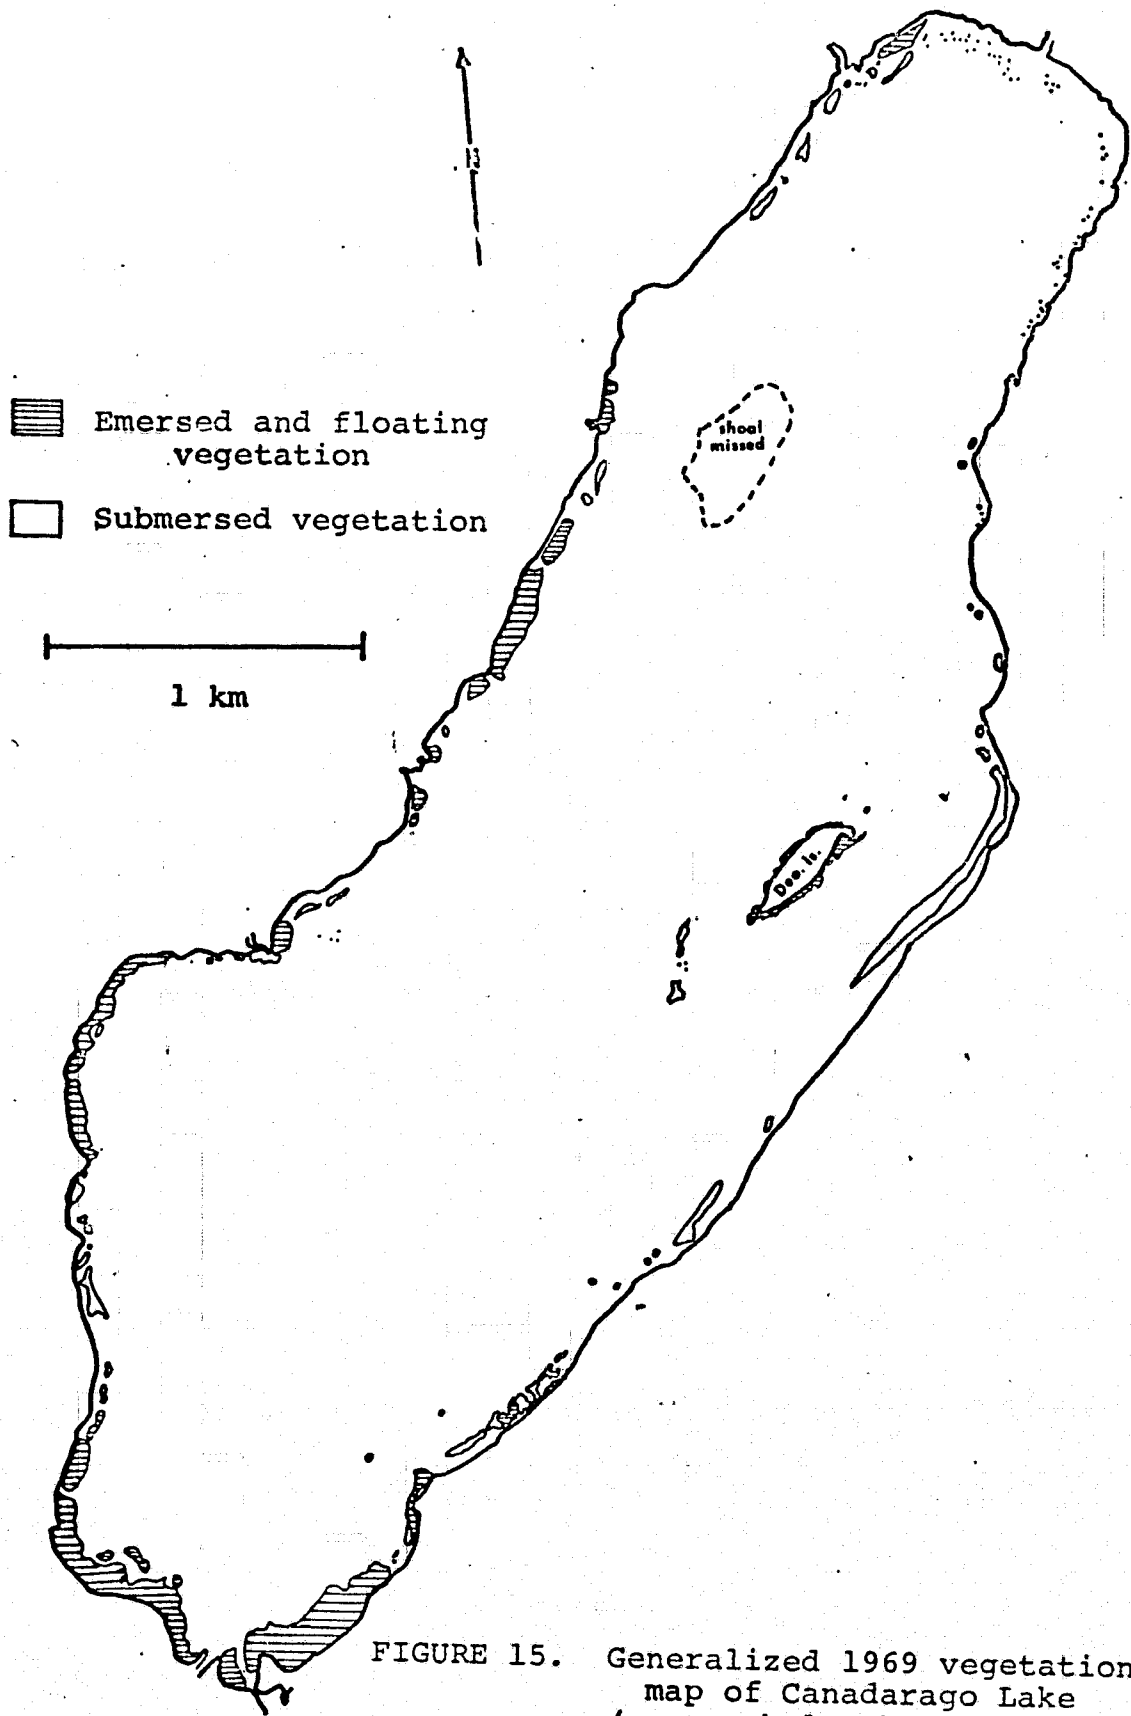 Emersed and floating
vegetation
Submersed vegetation
1 km
shoal
missed
Is.
FIGURE 15. Generalized 1969 vegetation
map of Canadarago Lake